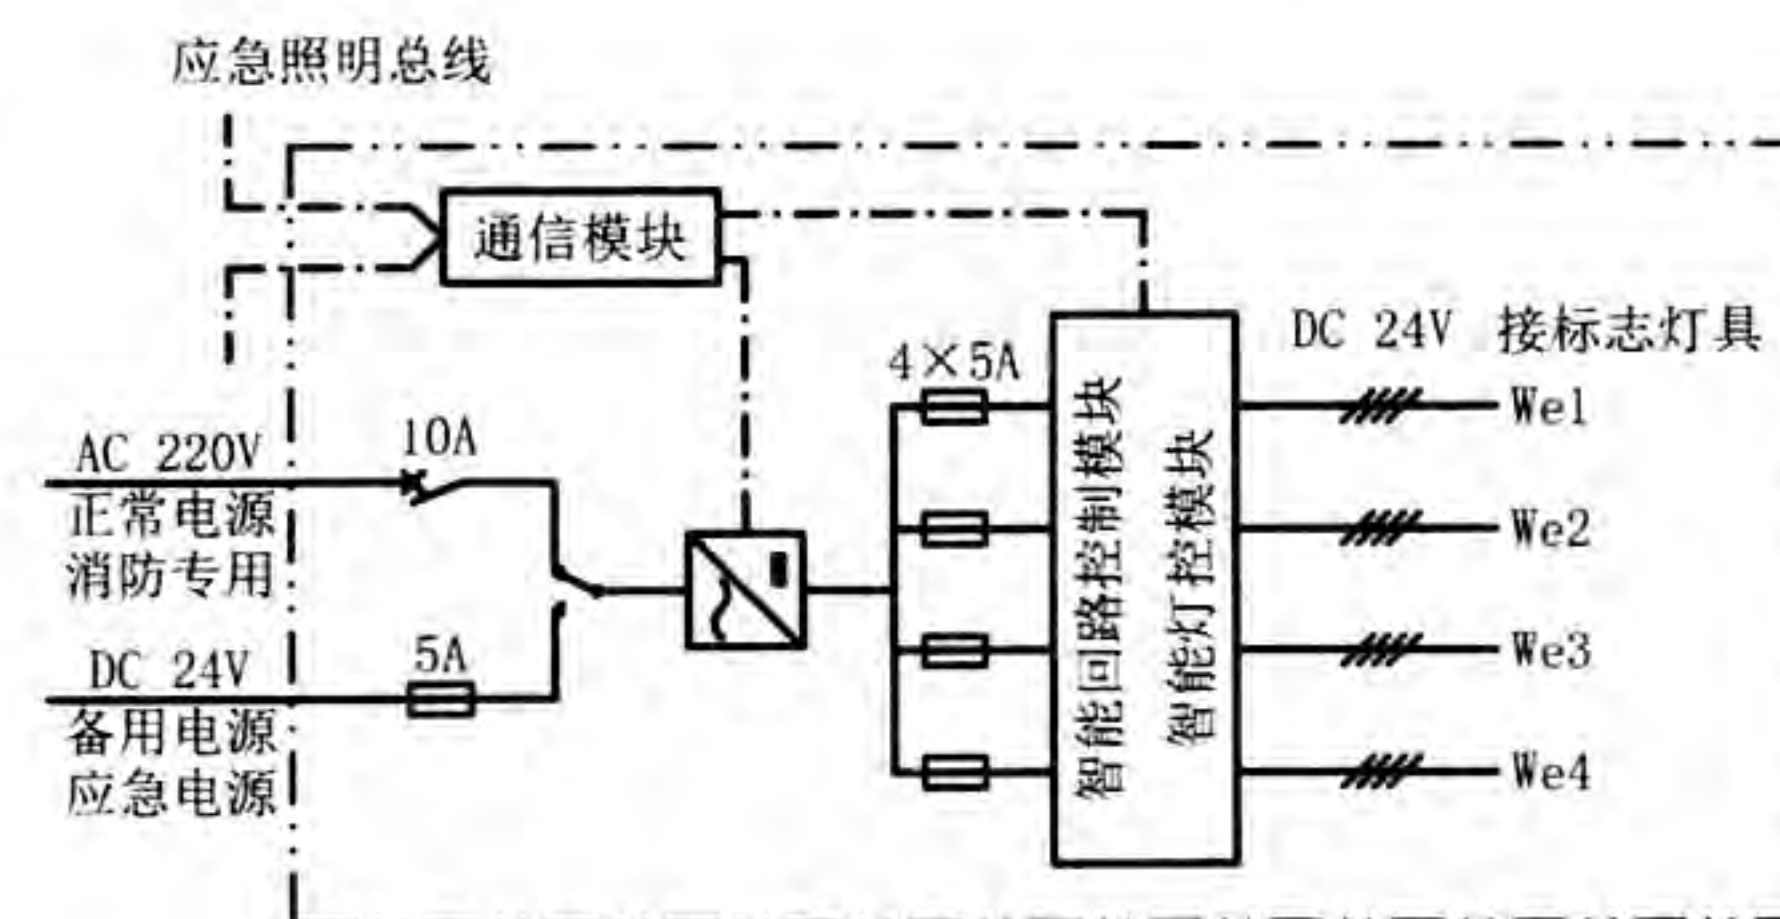 应急照明总线
通信模块
DC 24V 接标志灯具
4×5A
We1
AC 220V
10A
正常电源
消防专用
We2
智能回路控制模块
智能灯控模块
DC 24V
5A
We3
备用电源
应急电源
We4